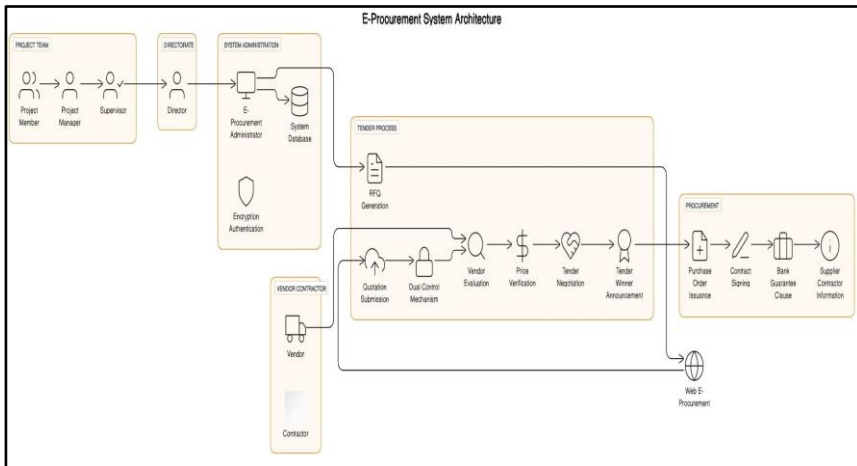 E-Procurement System Architecture
PROJECT TEAM
Project
Member
Project
Manager
Supervisor
DIRECTORATE
Director
SYSTEM ADMINISTRATION
E-
Procurement
Administrator
System
Database
Encryption
Authentication
TENDER PROCESS
RFQ
Generation
Quotation
Submission
Dual Control
Mechanism
Vendor
Evaluation
Price
Verification
Tender
Negotiation
Tender
Winner
Announcement
PROCUREMENT
Purchase
Order
Issuance
Contract
Signing
Bank
Guarantee
Clause
Supplier
Contractor
Information
VENDOR CONTRACTOR
Vendor
Contractor
Web E-
Procurement